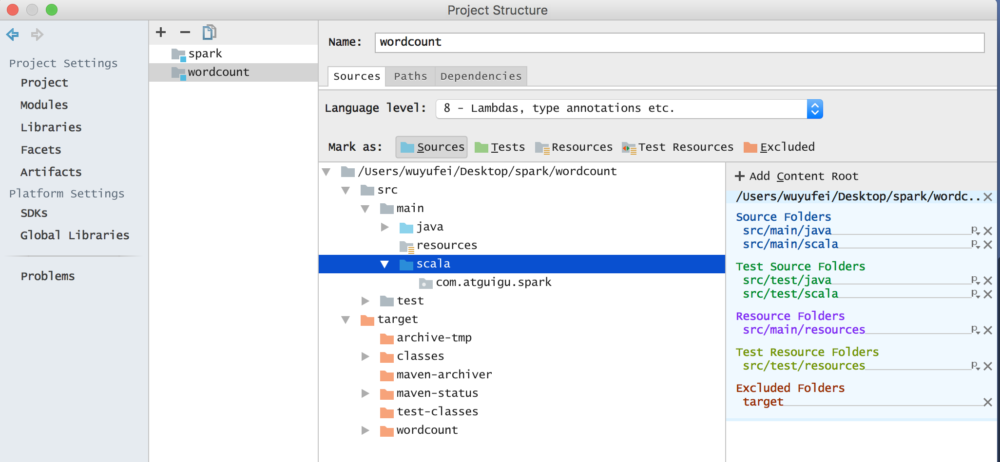 Project Structure
Project Settings
Project
Modules
Libraries
Facets
Artifacts
Platform Settings
SDKs
Global Libraries
Problems
spark
wordcount
Name: wordcount
Sources Paths Dependencies
Language level: 8 - Lambdas, type annotations etc.
Mark as: Sources Tests Resources Test Resources Excluded
/Users/wuyufei/Desktop/spark/wordcount
src
main
java
resources
scala
com.atguigu.spark
test
target
archive-tmp
classes
maven-archiver
maven-status
test-classes
wordcount
+ Add Content Root
/Users/wuyufei/Desktop/spark/wordc..
Source Folders
src/main/java P
src/main/scala P
Test Source Folders
src/test/java P
src/test/scala P
Resource Folders
src/main/resources P
Test Resource Folders
src/test/resources P
Excluded Folders
target